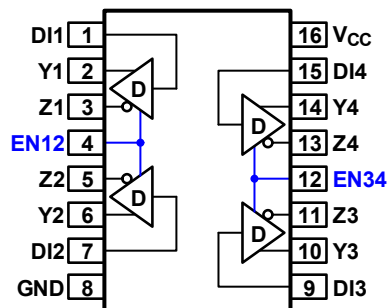 DI1 1 16 VCC
Y1 2 15 DI4
D
Z1 3 14 Y4
D
EN12 4 13 Z4
Z2 5 12 EN34
D
Y2 6 11 Z3
D
DI2 7 10 Y3
GND 8 9 DI3